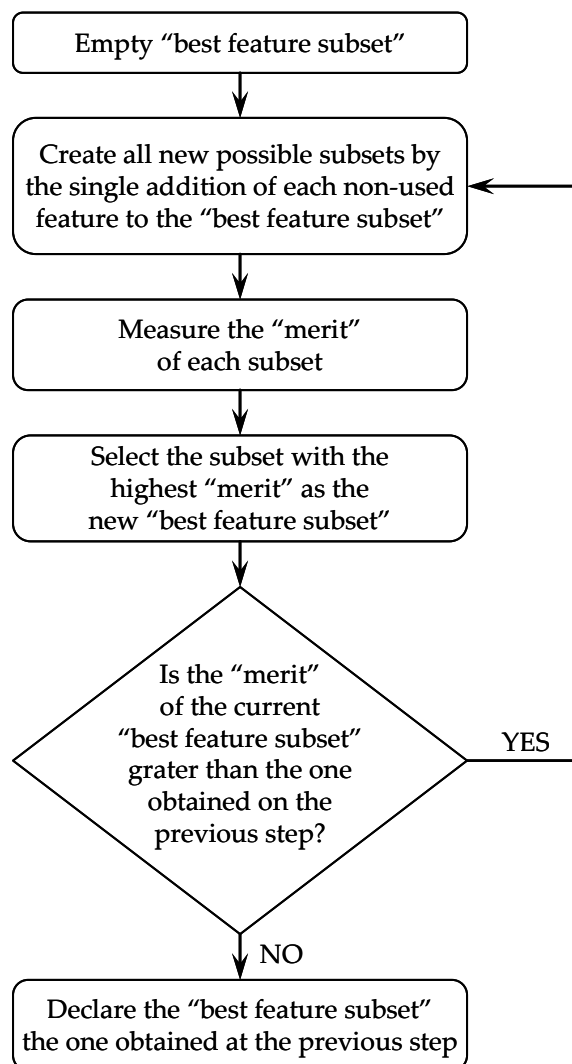 Empty “best feature subset”
Create all new possible subsets by
the single addition of each non-used
feature to the “best feature subset”
Measure the “merit”
of each subset
Select the subset with the
highest “merit” as the
new “best feature subset”
Is the “merit”
of the current
“best feature subset”
grater than the one
obtained on the
previous step?
YES
NO
Declare the “best feature subset”
the one obtained at the previous step